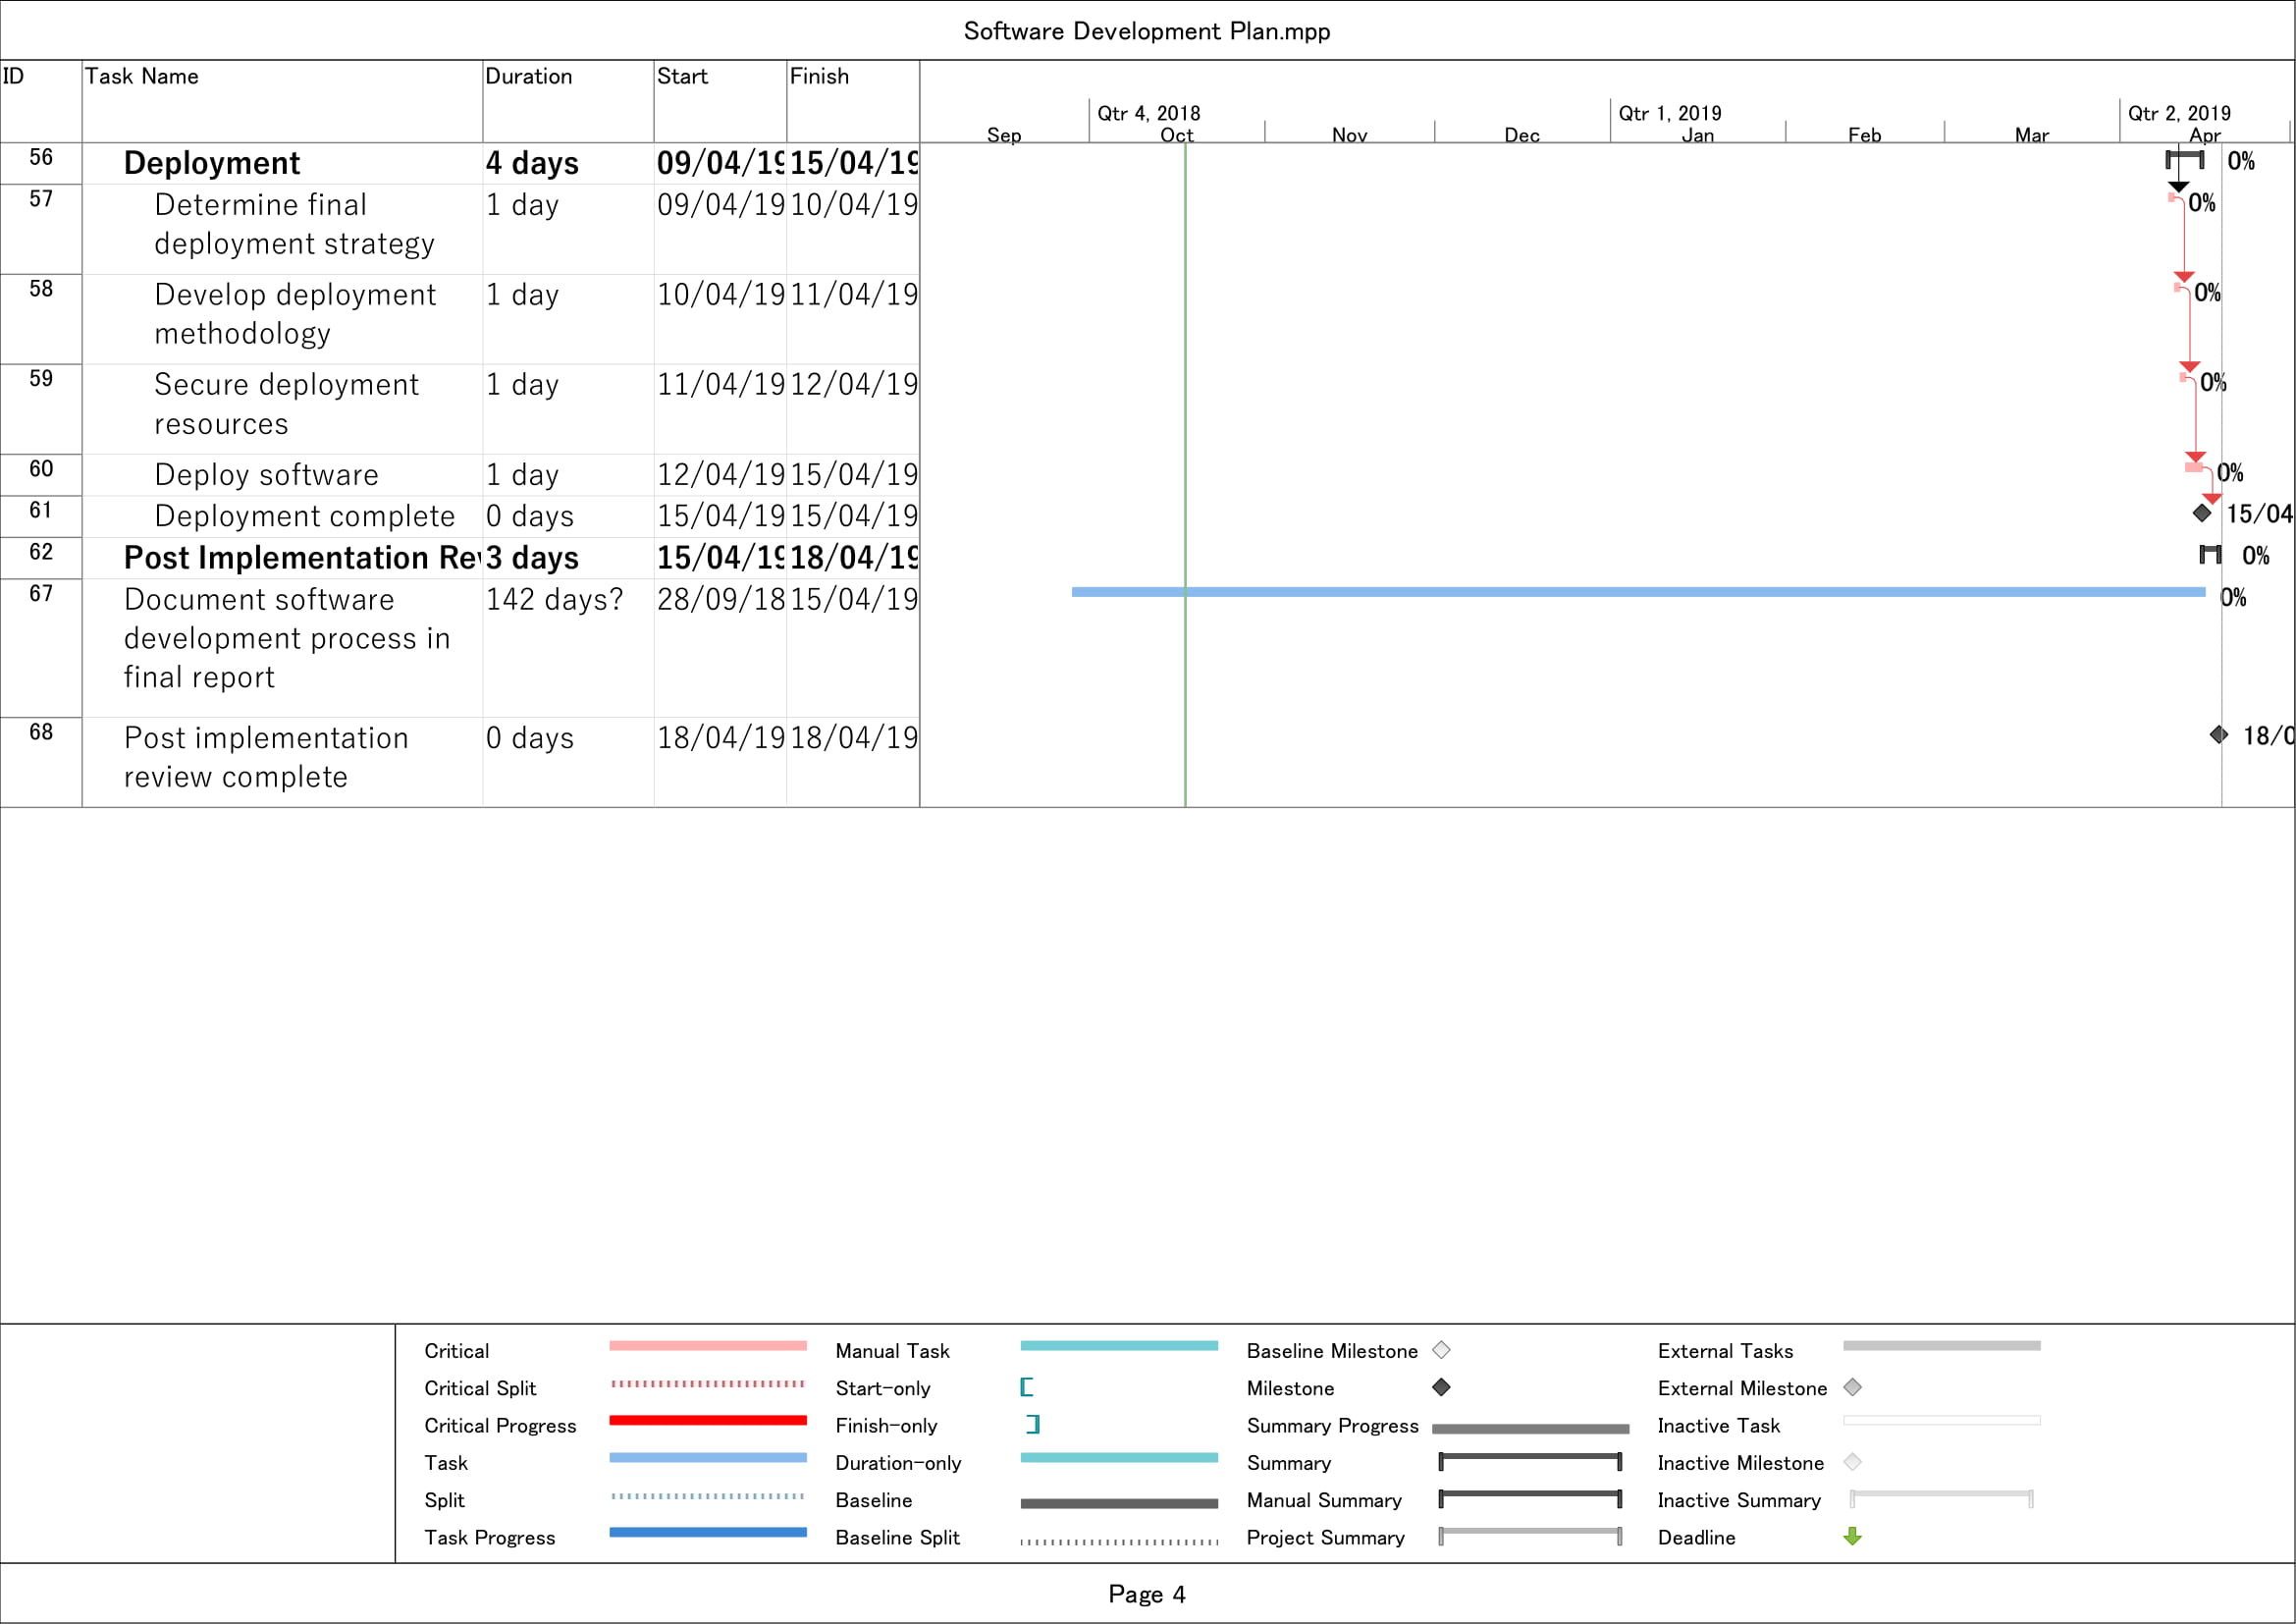 Software Development Plan.mpp
ID Task Name Duration Start Finish
Qtr 4, 2018 Qtr 1, 2019 Qtr 2, 2019
Sep Oct Nov Dec Jan Feb Mar Apr
56 Deployment 4 days 09/04/19 15/04/19 0%
57 Determine final 1 day 09/04/19 10/04/19 0%
deployment strategy
58 Develop deployment 1 day 10/04/19 11/04/19 0%
methodology
59 Secure deployment 1 day 11/04/19 12/04/19 0%
resources
60 Deploy software 1 day 12/04/19 15/04/19 0%
61 Deployment complete 0 days 15/04/19 15/04/19 15/04
62 Post Implementation Rev 3 days 15/04/19 18/04/19 0%
67 Document software 142 days? 28/09/18 15/04/19 0%
development process in
final report
68 Post implementation 0 days 18/04/19 18/04/19 18/0
review complete
Critical Manual Task Baseline Milestone External Tasks
Critical Split Start-only Milestone External Milestone
Critical Progress Finish-only Summary Progress Inactive Task
Task Duration-only Summary Inactive Milestone
Split Baseline Manual Summary Inactive Summary
Task Progress Baseline Split Project Summary Deadline
Page 4